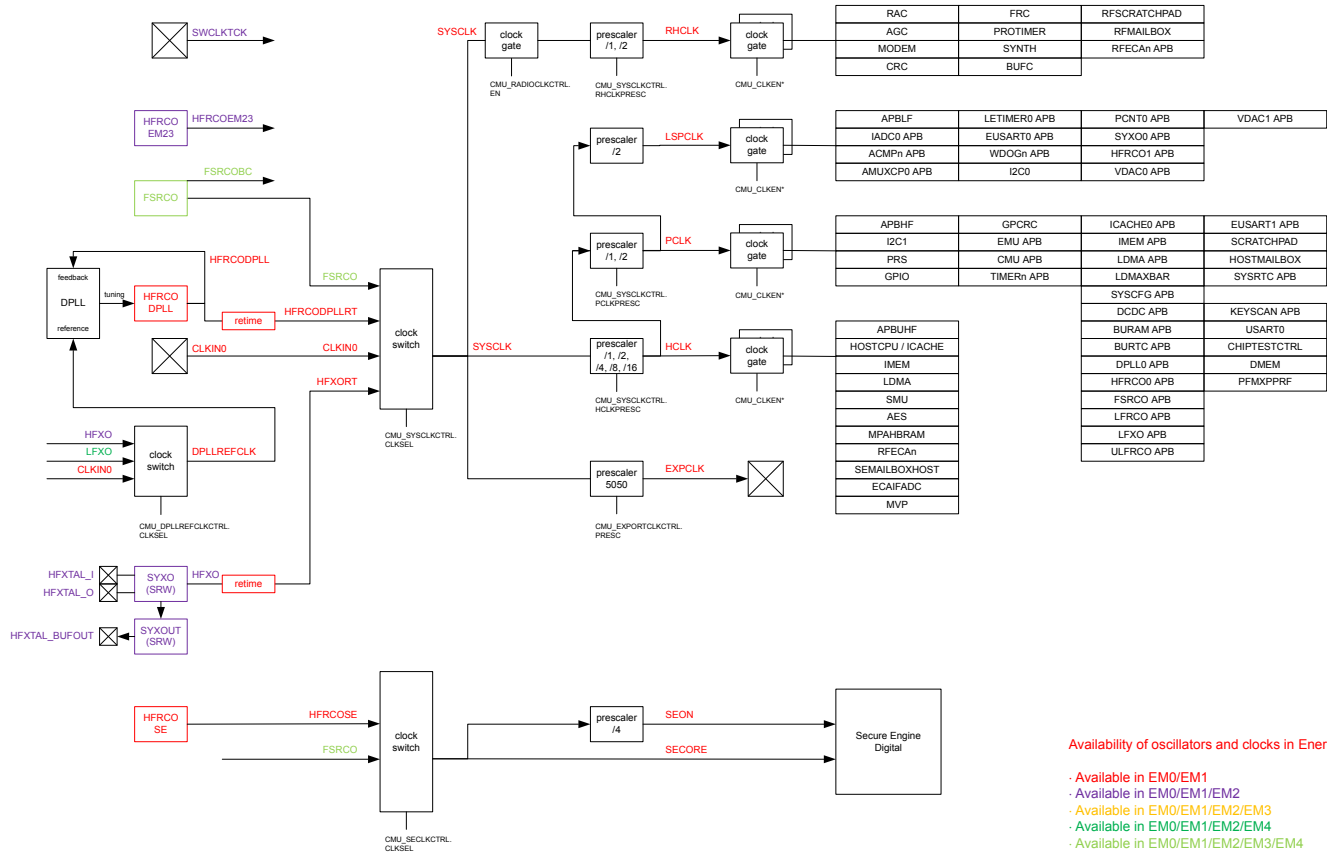 SWCLKTCK
HFRCO
EM23
HFRCOEM23
FSRCOBC
FSRCO
HFRCODPLL
feedback
DPLL
reference
tuning
HFRCO
DPLL
retime
HFRCODPLLRT
FSRCO
CLKIN0
CLKIN0
HFXORT
clock
switch
CMU_SYSCLKCTRL.
CLKSEL
HFXO
LFXO
CLKIN0
clock
switch
DPLLREFCLK
CMU_DPLLREFCLKCTRL.
CLKSEL
HFXTAL_I
HFXTAL_O
SYXO
(SRW)
HFXO
retime
HFXTAL_BUFOUT
SYXOUT
(SRW)
SYSCLK
clock
gate
CMU_RADIOCLKCTRL.
EN
prescaler
/1, /2
CMU_SYSCLKCTRL.
RHCLKPRESC
RHCLK
clock
gate
CMU_CLKEN*
RAC FRC RFSCRATCHPAD
AGC PROTIMER RFMAILBOX
MODEM SYNTH RFECAn APB
CRC BUFC
prescaler
/2
LSPCLK
clock
gate
CMU_CLKEN*
APBLF LETIMER0 APB PCNT0 APB VDAC1 APB
IADC0 APB EUSART0 APB SYXO0 APB
ACMPn APB WDOGn APB HFRCO1 APB
AMUXCP0 APB I2C0 VDAC0 APB
prescaler
/1, /2
CMU_SYSCLKCTRL.
PCLKPRESC
PCLK
clock
gate
CMU_CLKEN*
APBHF GPCRC ICACHE0 APB EUSART1 APB
I2C1 EMU APB IMEM APB SCRATCHPAD
PRS CMU APB LDMA APB HOSTMAILBOX
GPIO TIMERn APB LDMAXBAR SYSRTC APB
SYSCFG APB
DCDC APB KEYSCAN APB
BURAM APB USART0
BURTC APB CHIPTESTCTRL
DPLL0 APB DMEM
HFRCO0 APB PFMXPPRF
FSRCO APB
LFRCO APB
LFXO APB
ULFRCO APB
SYSCLK
prescaler
/1, /2,
/4, /8, /16
CMU_SYSCLKCTRL.
HCLKPRESC
HCLK
clock
gate
CMU_CLKEN*
APBUHF
HOSTCPU / ICACHE
IMEM
LDMA
SMU
AES
MPAHBRAM
RFECAn
SEMAILBOXHOST
ECAIFADC
MVP
prescaler
5050
CMU_EXPORTCLKCTRL.
PRESC
EXPCLK
HFRCO
SE
HFRCOSE
FSRCO
clock
switch
CMU_SECLKCTRL.
CLKSEL
prescaler
/4
SEON
SECORE
Secure Engine
Digital
Availability of oscillators and clocks in Ener
· Available in EM0/EM1
· Available in EM0/EM1/EM2
· Available in EM0/EM1/EM2/EM3
· Available in EM0/EM1/EM2/EM4
· Available in EM0/EM1/EM2/EM3/EM4